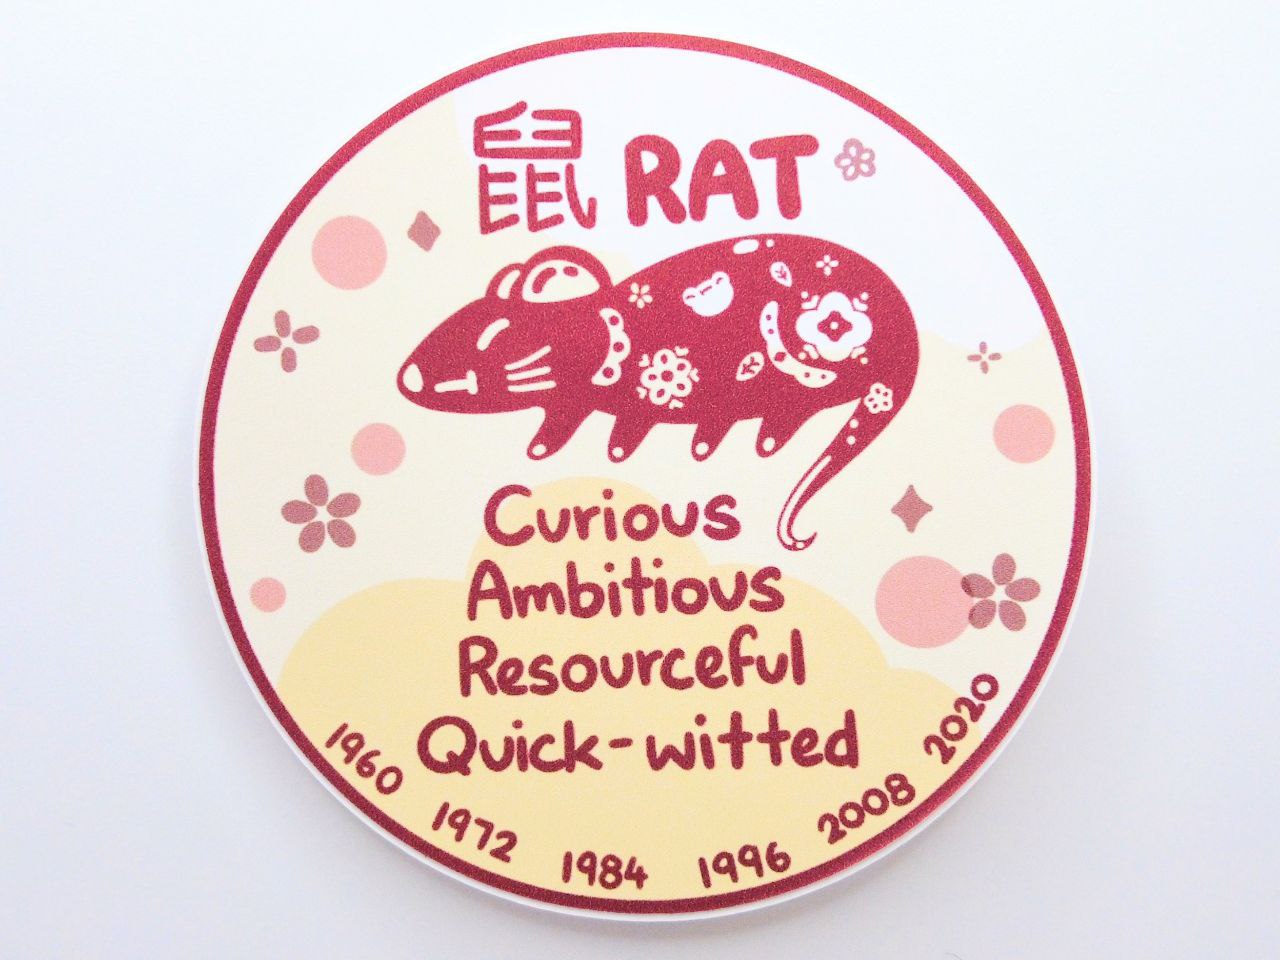 鼠 RAT
Curious
Ambitious
Resourceful
Quick-witted
1960 1972 1984 1996 2008 2020